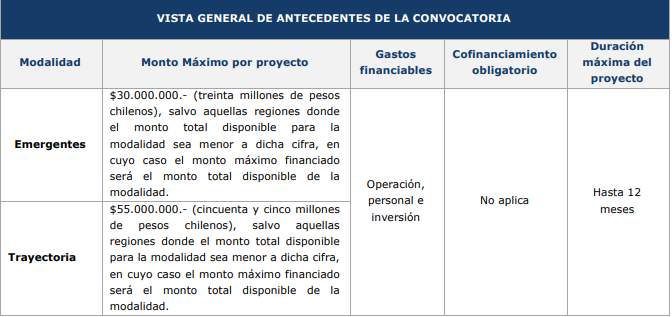 VISTA GENERAL DE ANTECEDENTES DE LA CONVOCATORIA
Modalidad
Monto Máximo por proyecto
Gastos
financiables
Cofinanciamiento
obligatorio
Duración
máxima del
proyecto
Emergentes
$30.000.000.- (treinta millones de pesos
chilenos), salvo aquellas regiones donde
el monto total disponible para la
modalidad sea menor a dicha cifra, en
cuyo caso el monto máximo financiado
será el monto total disponible de la
modalidad.
Operación,
personal e
inversión
No aplica
Hasta 12
meses
Trayectoria
$55.000.000.- (cincuenta y cinco millones
de pesos chilenos), salvo aquellas
regiones donde el monto total disponible
para la modalidad sea menor a dicha cifra,
en cuyo caso el monto máximo financiado
será el monto total disponible de la
modalidad.